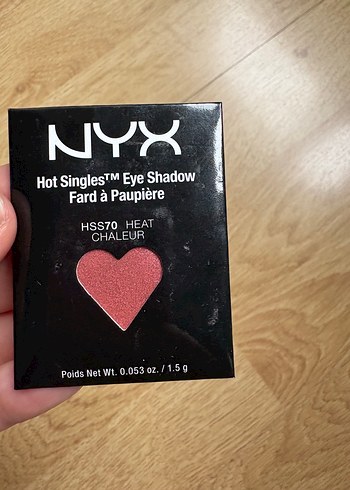 NYX
Hot Singles™ Eye Shadow
Fard à Paupière
HSS70 HEAT
CHALEUR
Poids Net Wt. 0.053 oz. / 1.5 g